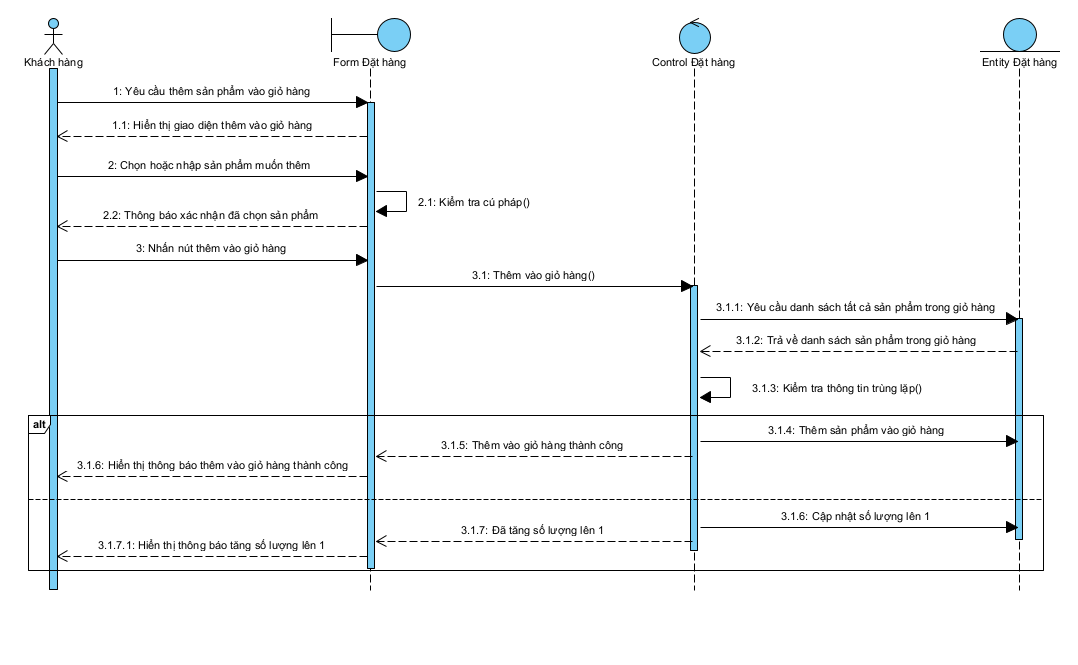 Khách hàng
Form Đặt hàng
Control Đặt hàng
Entity Đặt hàng
1: Yêu cầu thêm sản phẩm vào giỏ hàng
1.1: Hiển thị giao diện thêm vào giỏ hàng
2: Chọn hoặc nhập sản phẩm muốn thêm
2.1: Kiểm tra cú pháp()
2.2: Thông báo xác nhận đã chọn sản phẩm
3: Nhấn nút thêm vào giỏ hàng
3.1: Thêm vào giỏ hàng()
3.1.1: Yêu cầu danh sách tất cả sản phẩm trong giỏ hàng
3.1.2: Trả về danh sách sản phẩm trong giỏ hàng
3.1.3: Kiểm tra thông tin trùng lặp()
alt
3.1.4: Thêm sản phẩm vào giỏ hàng
3.1.5: Thêm vào giỏ hàng thành công
3.1.6: Hiển thị thông báo thêm vào giỏ hàng thành công
3.1.6: Cập nhật số lượng lên 1
3.1.7: Đã tăng số lượng lên 1
3.1.7.1: Hiển thị thông báo tăng số lượng lên 1